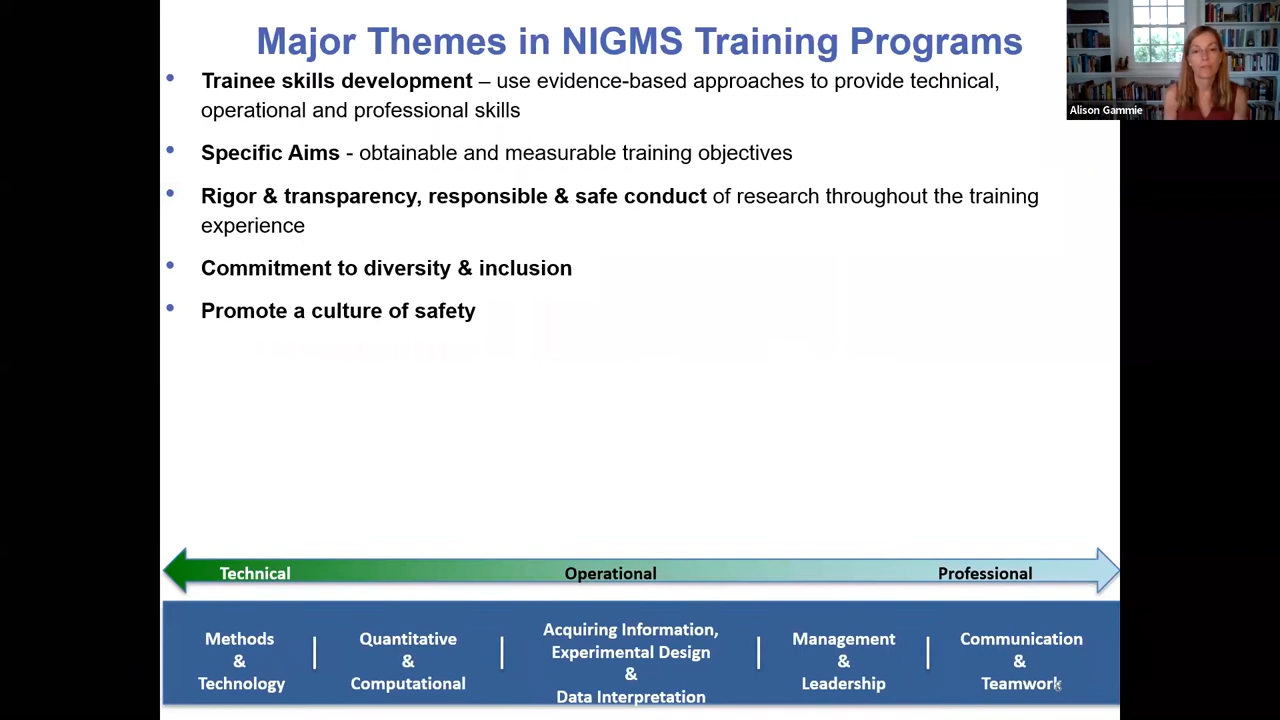 Major Themes in NIGMS Training Programs
Alison Gammie
• Trainee skills development – use evidence-based approaches to provide technical,
operational and professional skills
• Specific Aims - obtainable and measurable training objectives
• Rigor & transparency, responsible & safe conduct of research throughout the training
experience
• Commitment to diversity & inclusion
• Promote a culture of safety
Technical Operational Professional
Methods
&
Technology
Quantitative
&
Computational
Acquiring Information,
Experimental Design
&
Data Interpretation
Management
&
Leadership
Communication
&
Teamwork